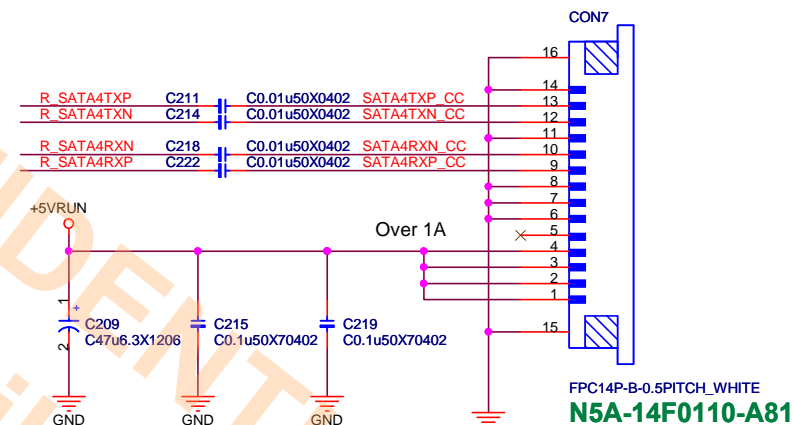 CON7
16
14
R_SATA4TXP C211 C0.01u50X0402 SATA4TXP_CC 13
R_SATA4TXN C214 C0.01u50X0402 SATA4TXN_CC 12
11
R_SATA4RXN C218 C0.01u50X0402 SATA4RXN_CC 10
R_SATA4RXP C222 C0.01u50X0402 SATA4RXP_CC 9
8
7
6
+5VRUN
5
Over 1A
4
3
2
1
15
1
+
C209
C47u6.3X1206
2
C215
C0.1u50X70402
C219
C0.1u50X70402
GND
GND
GND
FPC14P-B-0.5PITCH_WHITE
N5A-14F0110-A81